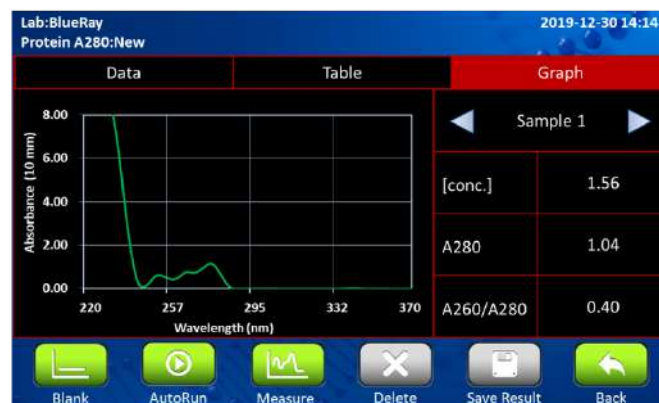 Lab:BlueRay
2019-12-30 14:14
Protein A280:New
Data
Table
Graph
8.00
6.00
4.00
2.00
0.00
Absorbance (10 mm)
220
257
295
332
370
Wavelength (nm)
Sample 1
[conc.]
1.56
A280
1.04
A260/A280
0.40
Blank
AutoRun
Measure
Delete
Save Result
Back